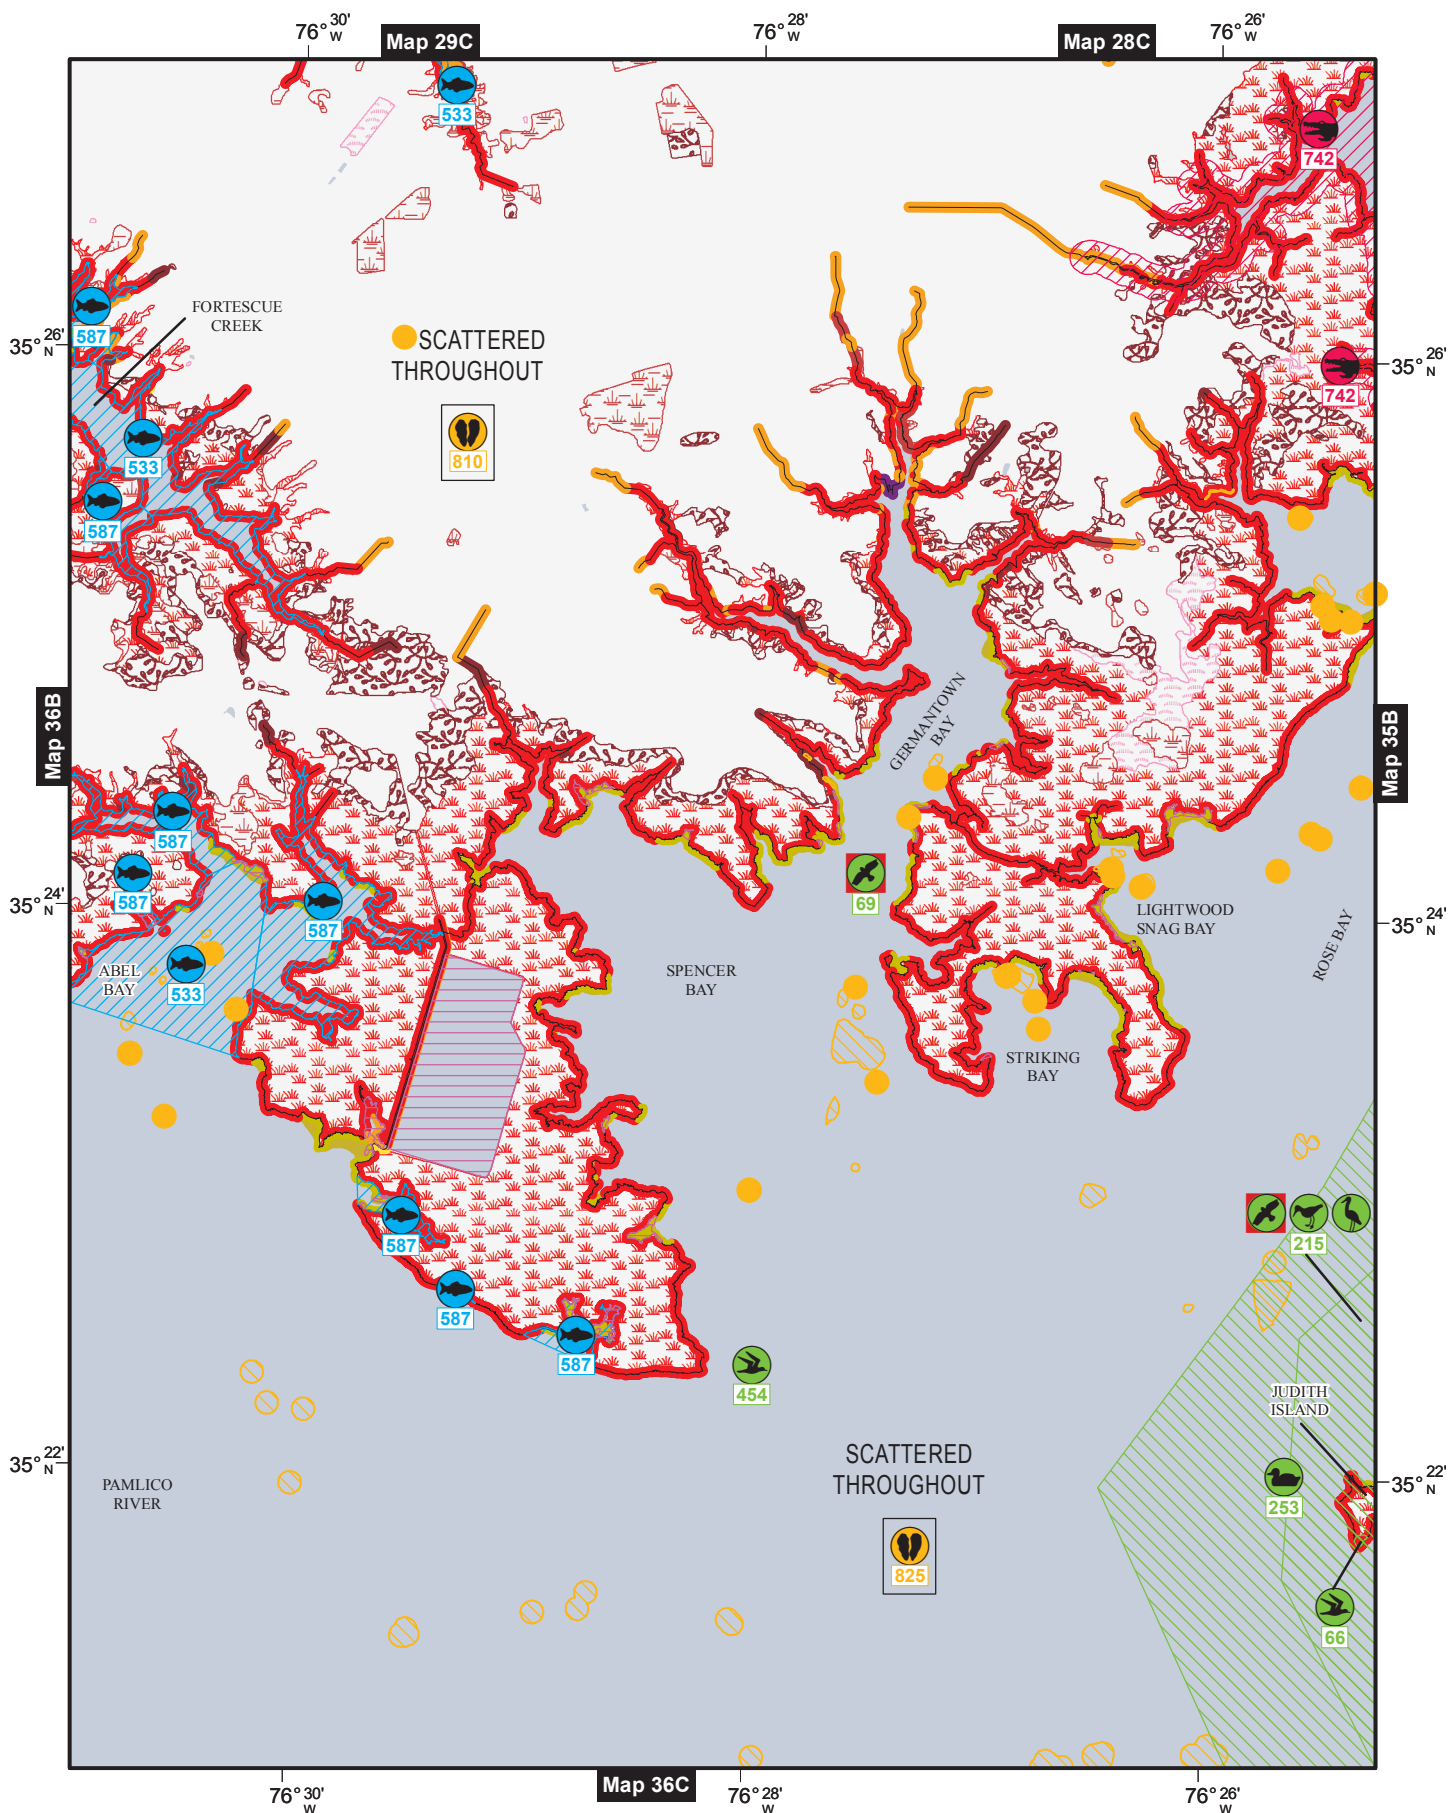 76° 30' W
76° 28' W
76° 26' W
Map 29C
Map 28C
533
742
587
FORTESCUE
CREEK
35° 26' N
SCATTERED
THROUGHOUT
810
35° 26' N
742
533
587
Map 36B
GERMANTOWN
BAY
Map 35B
587
587
69
587
35° 24' N
LIGHTWOOD
SNAG BAY
35° 24' N
ROSE BAY
ABEL
BAY
533
SPENCER
BAY
STRIKING
BAY
587
215
587
587
454
JUDITH
ISLAND
SCATTERED
THROUGHOUT
35° 22' N
35° 22' N
PAMLICO
RIVER
253
825
66
76° 30' W
Map 36C
76° 28' W
76° 26' W